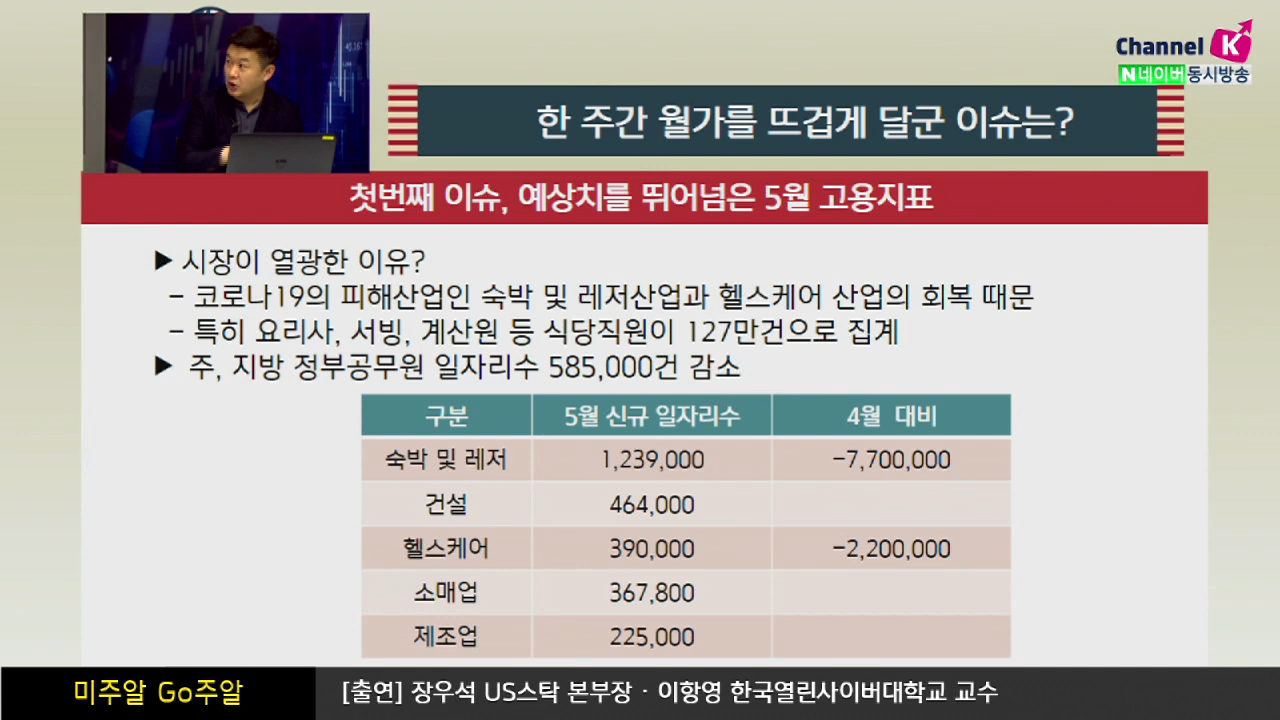 Channel K
N네이버 동시방송
한 주간 월가를 뜨겁게 달군 이슈는?
첫번째 이슈, 예상치를 뛰어넘은 5월 고용지표
▶ 시장이 열광한 이유?
- 코로나19의 피해산업인 숙박 및 레저산업과 헬스케어 산업의 회복 때문
- 특히 요리사, 서빙, 계산원 등 식당직원이 127만건으로 집계
▶ 주, 지방 정부공무원 일자리수 585,000건 감소
구분 5월 신규 일자리수 4월 대비
숙박 및 레저 1,239,000 -7,700,000
건설 464,000
헬스케어 390,000 -2,200,000
소매업 367,800
제조업 225,000
미주알 Go주알 [출연] 장우석 US스탁 본부장 · 이항영 한국열린사이버대학교 교수